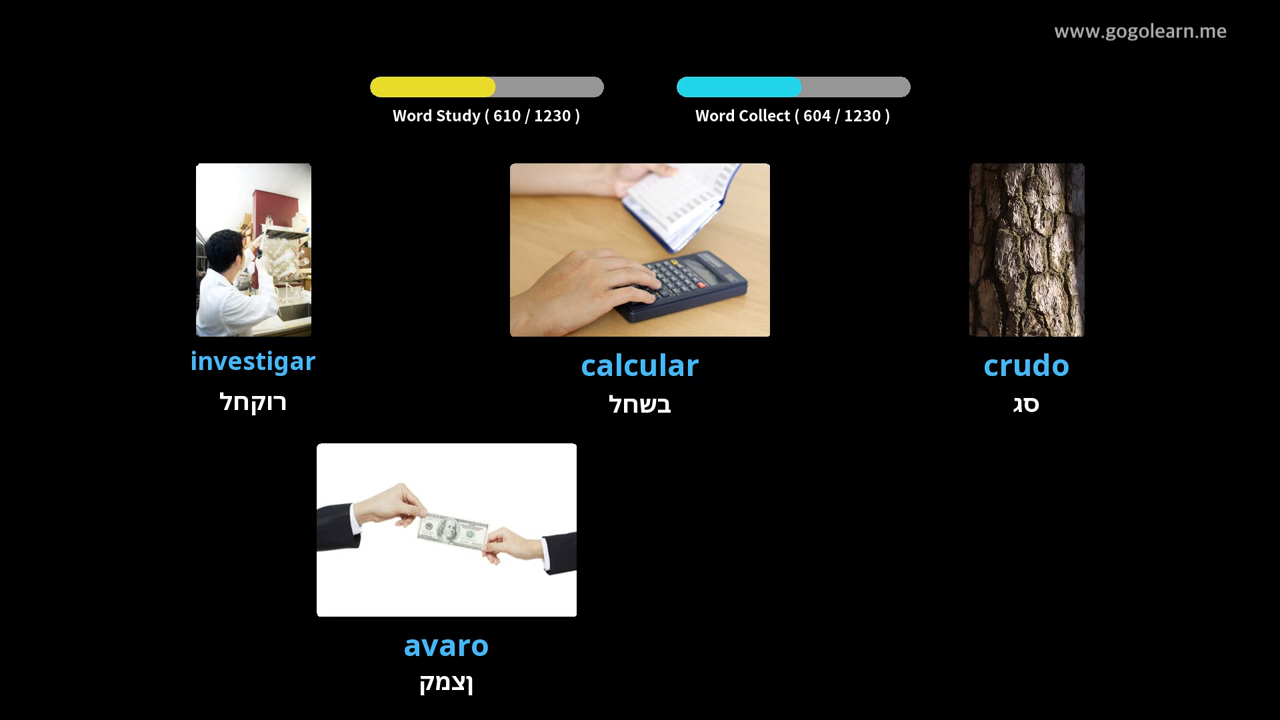 www.gogolearn.me
Word Study ( 610 / 1230 )
Word Collect ( 604 / 1230 )
investigar
רוקחל
calcular
בשחל
crudo
סג
avaro
ןצמק